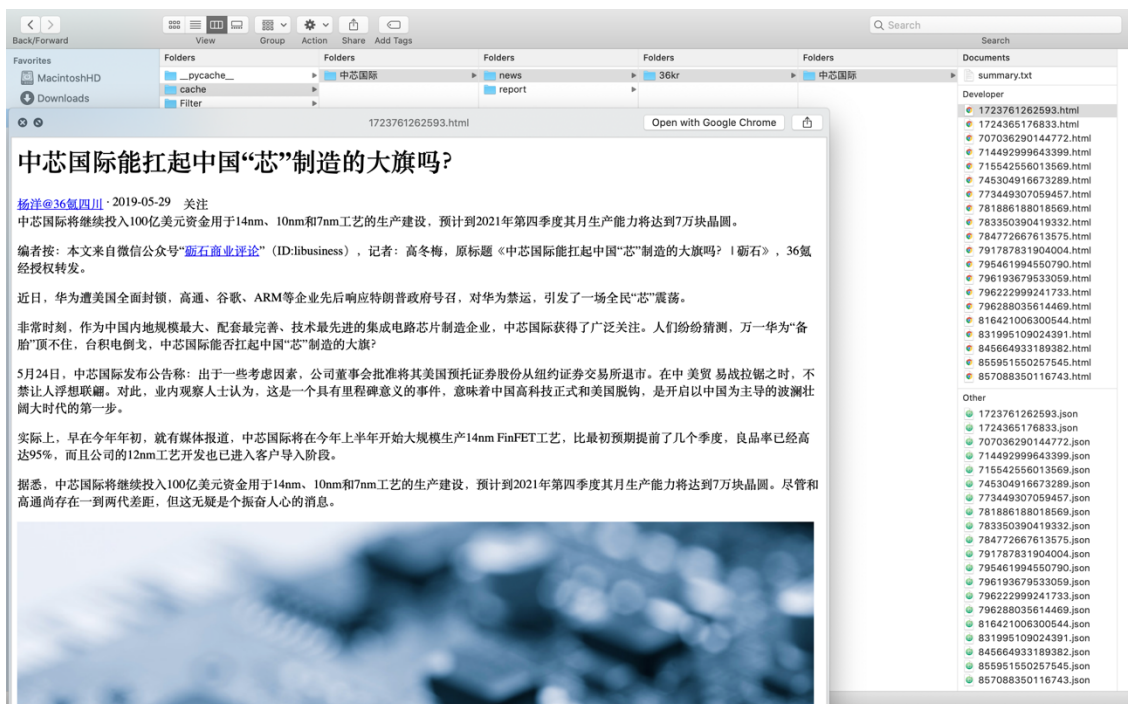 Search
Back/Forward
View
Group
Action
Share
Add Tags
Search
Favorites
MacintoshHD
Downloads
Folders
__pycache__
cache
Filter
Folders
中芯国际
Folders
news
report
Folders
36kr
Folders
中芯国际
Documents
summary.txt
Developer
1723761262593.html
1724365176833.html
707036290144772.html
714492999643399.html
715542556013569.html
745304916673289.html
773449307059457.html
781886188018569.html
783350390419332.html
784772667613575.html
791787831904004.html
795461994550790.html
796193679533059.html
796222999241733.html
796288035614469.html
816421006300544.html
831995109024391.html
845664933189382.html
855951550257545.html
857088350116743.html
Other
1723761262593.json
1724365176833.json
707036290144772.json
714492999643399.json
715542556013569.json
745304916673289.json
773449307059457.json
781886188018569.json
783350390419332.json
784772667613575.json
791787831904004.json
795461994550790.json
796193679533059.json
796222999241733.json
796288035614469.json
816421006300544.json
831995109024391.json
845664933189382.json
855951550257545.json
857088350116743.json
1723761262593.html
Open with Google Chrome
中芯国际能扛起中国“芯”制造的大旗吗?
杨洋@36氪四川 · 2019-05-29 关注
中芯国际将继续投入100亿美元资金用于14nm、10nm和7nm工艺的生产建设，预计到2021年第四季度其月生产能力将达到7万块晶圆。
编者按：本文来自微信公众号“砺石商业评论”（ID:libusiness），记者：高冬梅，原标题《中芯国际能扛起中国“芯”制造的大旗吗？ | 砺石》，36氪
经授权转发。
近日，华为遭美国全面封锁，高通、谷歌、ARM等企业先后响应特朗普政府号召，对华为禁运，引发了一场全民“芯”震荡。
非常时刻，作为中国内地规模最大、配套最完善、技术最先进的集成电路芯片制造企业，中芯国际获得了广泛关注。人们纷纷猜测，万一华为“备
胎”顶不住，台积电倒戈，中芯国际能否扛起中国“芯”制造的大旗?
5月24日，中芯国际发布公告称：出于一些考虑因素，公司董事会批准将其美国预托证券股份从纽约证券交易所退市。在中 美贸 易战拉锯之时，不
禁让人浮想联翩。对此，业内观察人士认为，这是一个具有里程碑意义的事件，意味着中国高科技正式和美国脱钩，是开启以中国为主导的波澜壮
阔大时代的第一步。
实际上，早在今年年初，就有媒体报道，中芯国际将在今年上半年开始大规模生产14nm FinFET工艺，比最初预期提前了几个季度，良品率已经高
达95%，而且公司的12nm工艺开发也已进入客户导入阶段。
据悉，中芯国际将继续投入100亿美元资金用于14nm、10nm和7nm工艺的生产建设，预计到2021年第四季度其月生产能力将达到7万块晶圆。尽管和
高通尚存在一到两代差距，但这无疑是个振奋人心的消息。